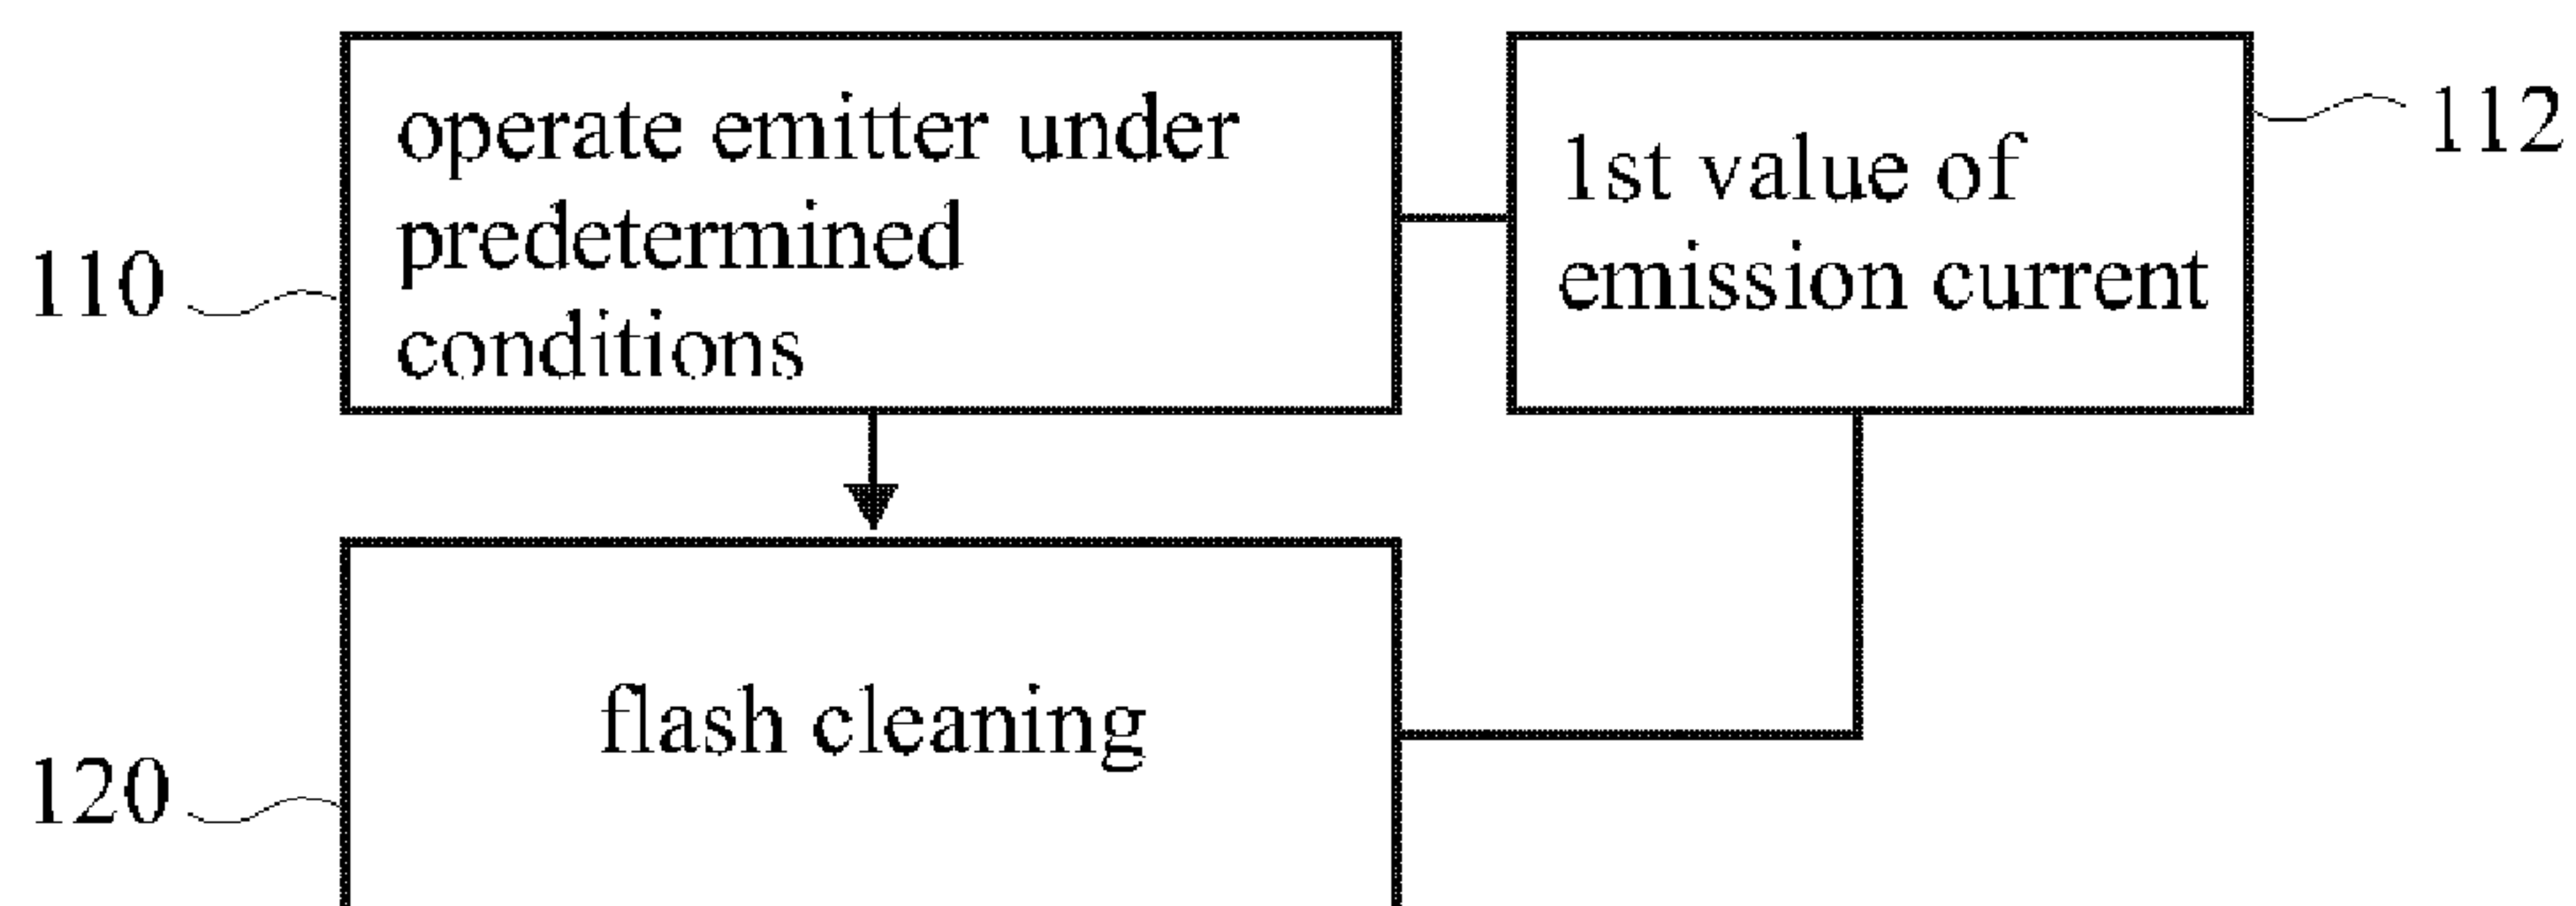 operate emitter under
predetermined
conditions
110
1st value of
emission current
112
flash cleaning
120